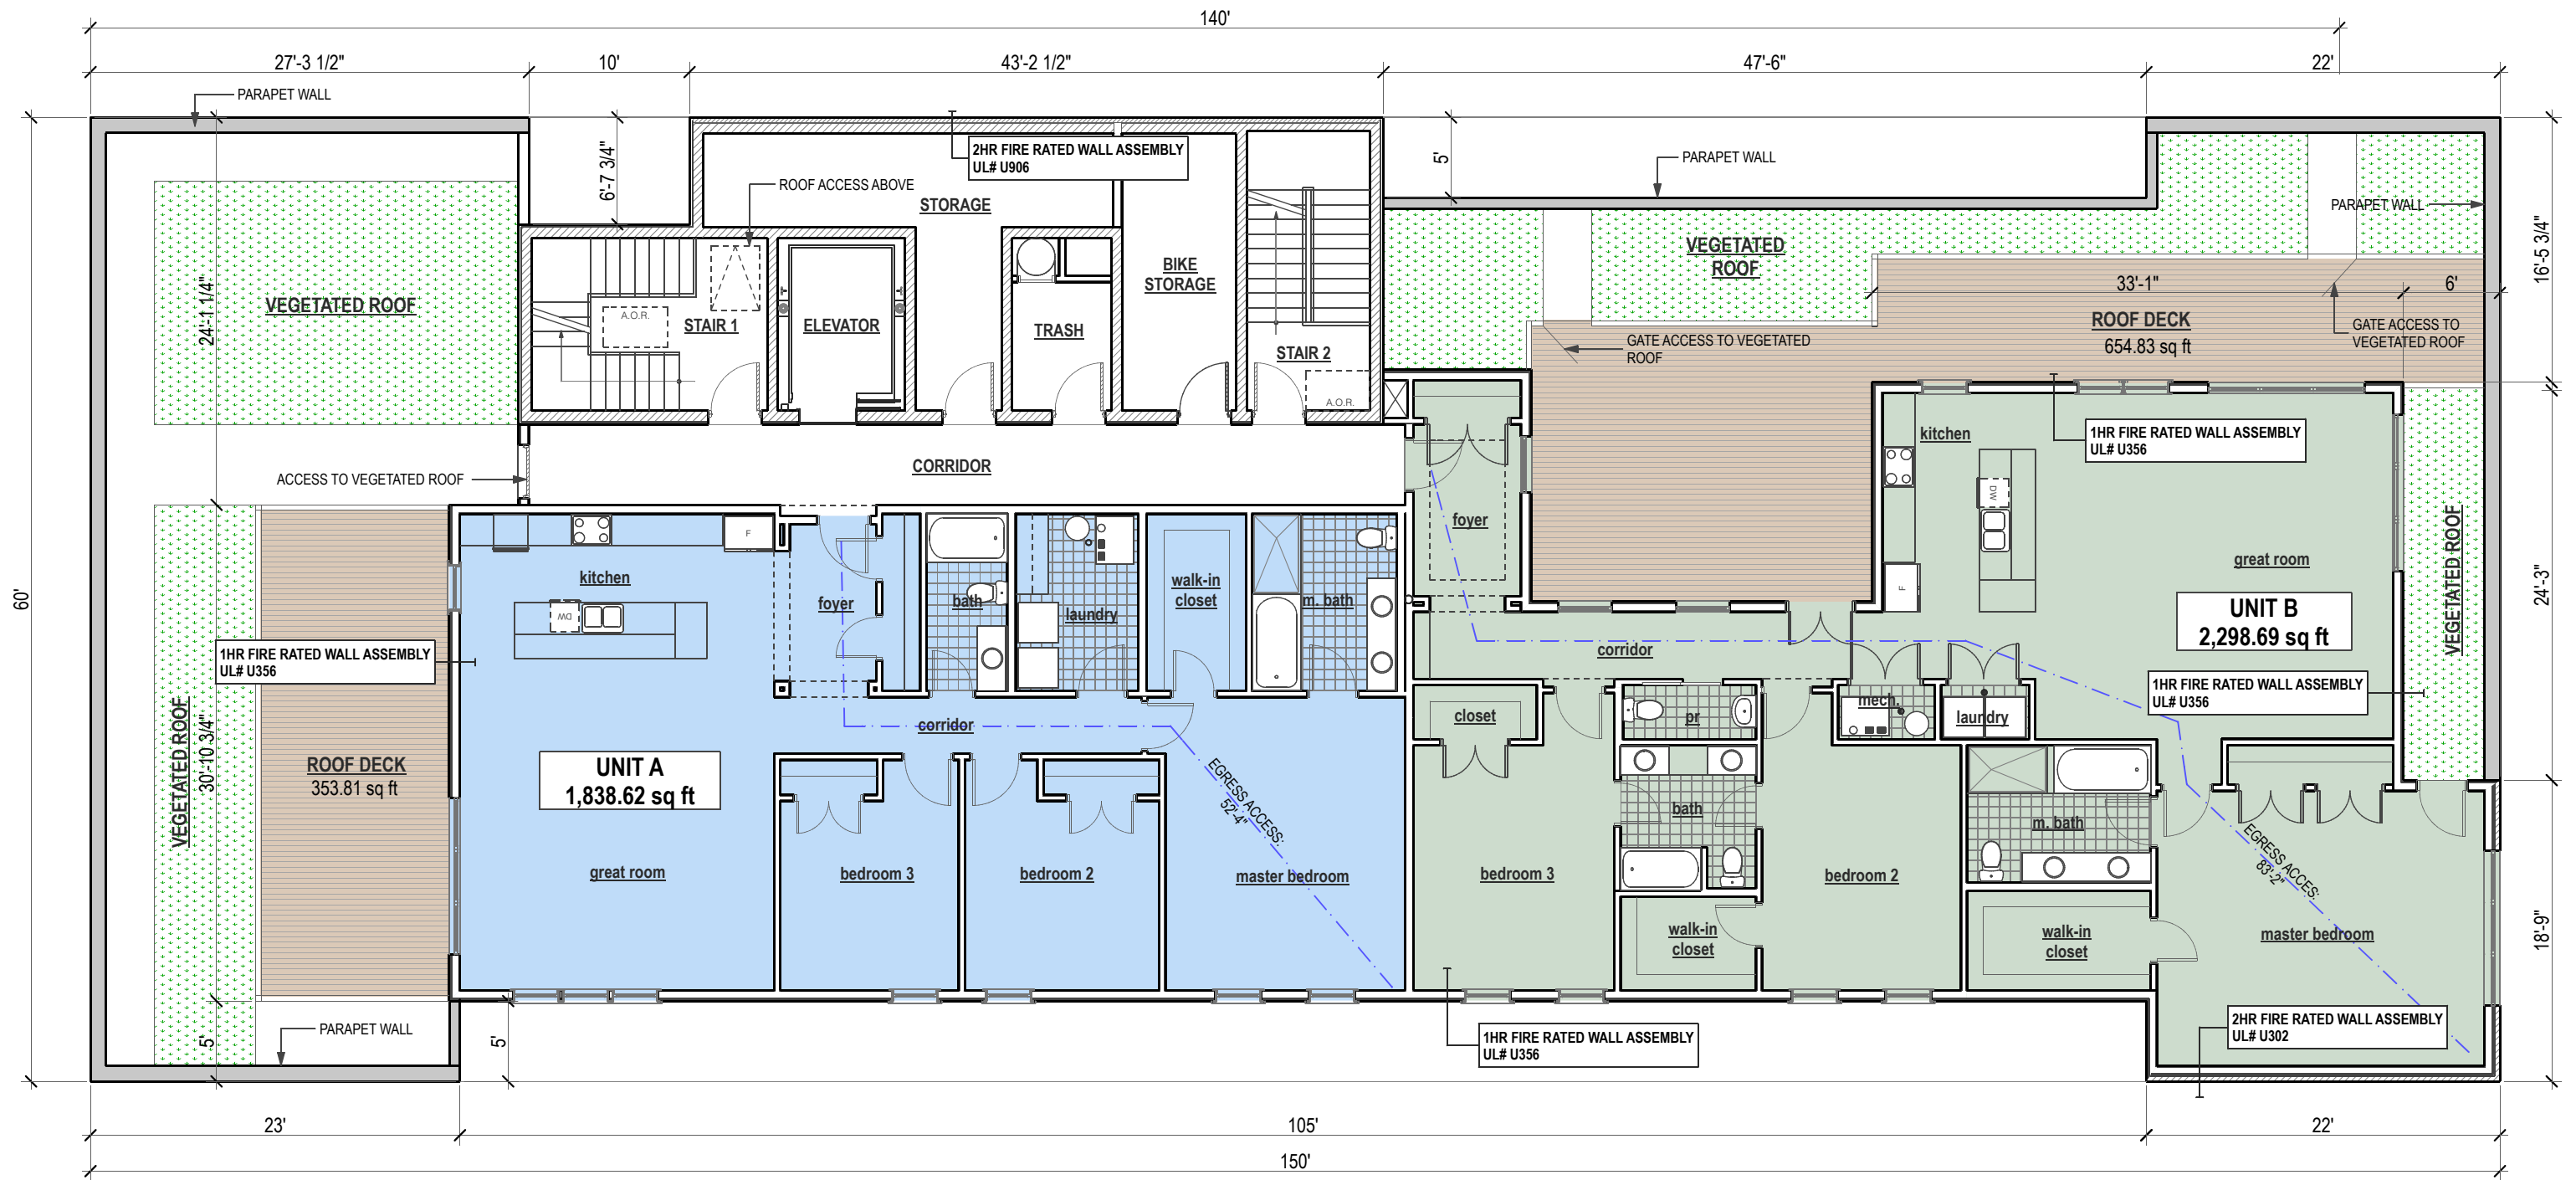 140'
27'-3 1/2"
10'
43'-2 1/2"
47'-6"
22'
PARAPET WALL
6'-7 3/4"
2HR FIRE RATED WALL ASSEMBLY
UL# U906
5'
PARAPET WALL
ROOF ACCESS ABOVE
STORAGE
PARAPET WALL
16'-5 3/4"
VEGETATED
ROOF
BIKE
STORAGE
33'-1"
6'
24'-1 1/4"
VEGETATED ROOF
A.O.R.
STAIR 1
ELEVATOR
TRASH
STAIR 2
A.O.R.
ROOF DECK
654.83 sq ft
GATE ACCESS TO
VEGETATED ROOF
GATE ACCESS TO VEGETATED
ROOF
kitchen
1HR FIRE RATED WALL ASSEMBLY
UL# U356
CORRIDOR
ACCESS TO VEGETATED ROOF
DW
foyer
F
great room
VEGETATED ROOF
24'-3"
60'
kitchen
foyer
bath
laundry
walk-in
closet
m. bath
F
DW
UNIT B
2,298.69 sq ft
1HR FIRE RATED WALL ASSEMBLY
UL# U356
corridor
1HR FIRE RATED WALL ASSEMBLY
UL# U356
closet
pr
mech.
laundry
corridor
VEGETATED ROOF
30'-10 3/4"
ROOF DECK
353.81 sq ft
UNIT A
1,838.62 sq ft
EGRESS ACCESS:
52'-4"
bath
m. bath
EGRESS ACCES:
83'-2"
great room
bedroom 3
bedroom 2
master bedroom
bedroom 3
bedroom 2
walk-in
closet
walk-in
closet
master bedroom
18'-9"
PARAPET WALL
5'
5'
1HR FIRE RATED WALL ASSEMBLY
UL# U356
2HR FIRE RATED WALL ASSEMBLY
UL# U302
23'
105'
22'
150'